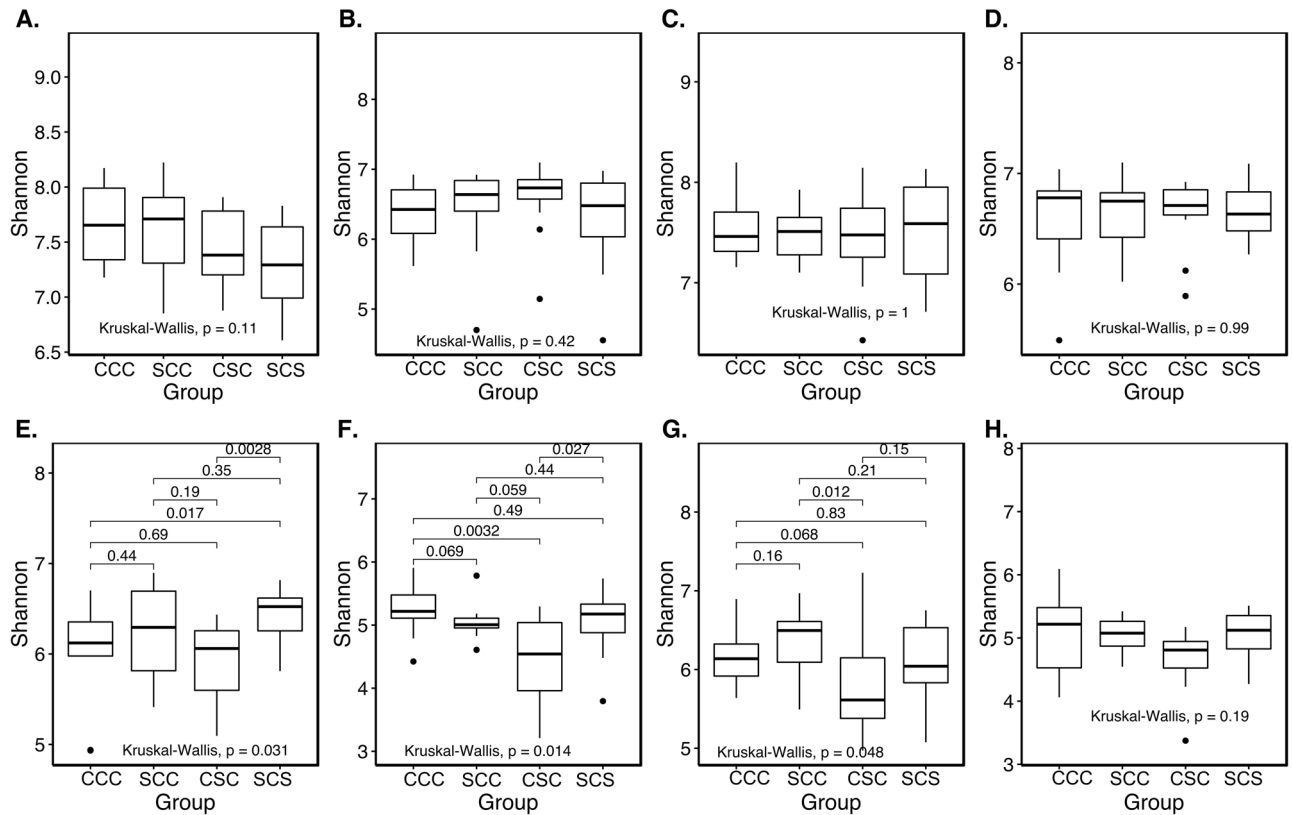 A.
Shannon
9.0
8.5
8.0
7.5
7.0
6.5
Kruskal-Wallis, p = 0.11
CCC SCC CSC SCS
Group
B.
Shannon
8
7
6
5
Kruskal-Wallis, p = 0.42
CCC SCC CSC SCS
Group
C.
Shannon
9
8
7
Kruskal-Wallis, p = 1
CCC SCC CSC SCS
Group
D.
Shannon
8
7
6
Kruskal-Wallis, p = 0.99
CCC SCC CSC SCS
Group
E.
Shannon
8
7
6
5
0.0028
0.35
0.19
0.017
0.69
0.44
Kruskal-Wallis, p = 0.031
CCC SCC CSC SCS
Group
F.
Shannon
7
6
5
4
3
0.027
0.44
0.059
0.49
0.0032
0.069
Kruskal-Wallis, p = 0.014
CCC SCC CSC SCS
Group
G.
Shannon
8
7
6
5
0.15
0.21
0.012
0.83
0.068
0.16
Kruskal-Wallis, p = 0.048
CCC SCC CSC SCS
Group
H.
Shannon
8
7
6
5
4
3
Kruskal-Wallis, p = 0.19
CCC SCC CSC SCS
Group